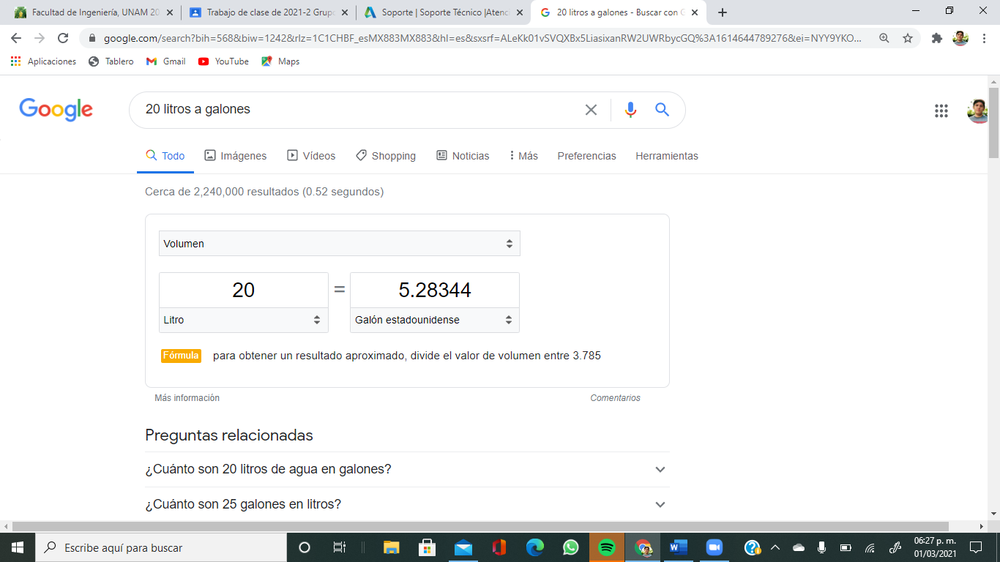 Facultad de Ingeniería, UNAM 20
Trabajo de clase de 2021-2 Grupo
Soporte | Soporte Técnico |Atenci
20 litros a galones - Buscar con G
google.com/search?bih=568&biw=1242&rlz=1C1CHBF_esMX883MX883&hl=es&sxsrf=ALeKk01vSVQXBx5LiasixanRW2UWRbycGQ%3A1614644789276&ei=NYY9YKO...
Aplicaciones
Tablero
Gmail
YouTube
Maps
Google
20 litros a galones
Todo
Imágenes
Vídeos
Shopping
Noticias
Más
Preferencias
Herramientas
Cerca de 2,240,000 resultados (0.52 segundos)
Volumen
20 = 5.28344
Litro
Galón estadounidense
Fórmula para obtener un resultado aproximado, divide el valor de volumen entre 3.785
Más información
Comentarios
Preguntas relacionadas
¿Cuánto son 20 litros de agua en galones?
¿Cuánto son 25 galones en litros?
Escribe aquí para buscar
06:27 p. m.
01/03/2021